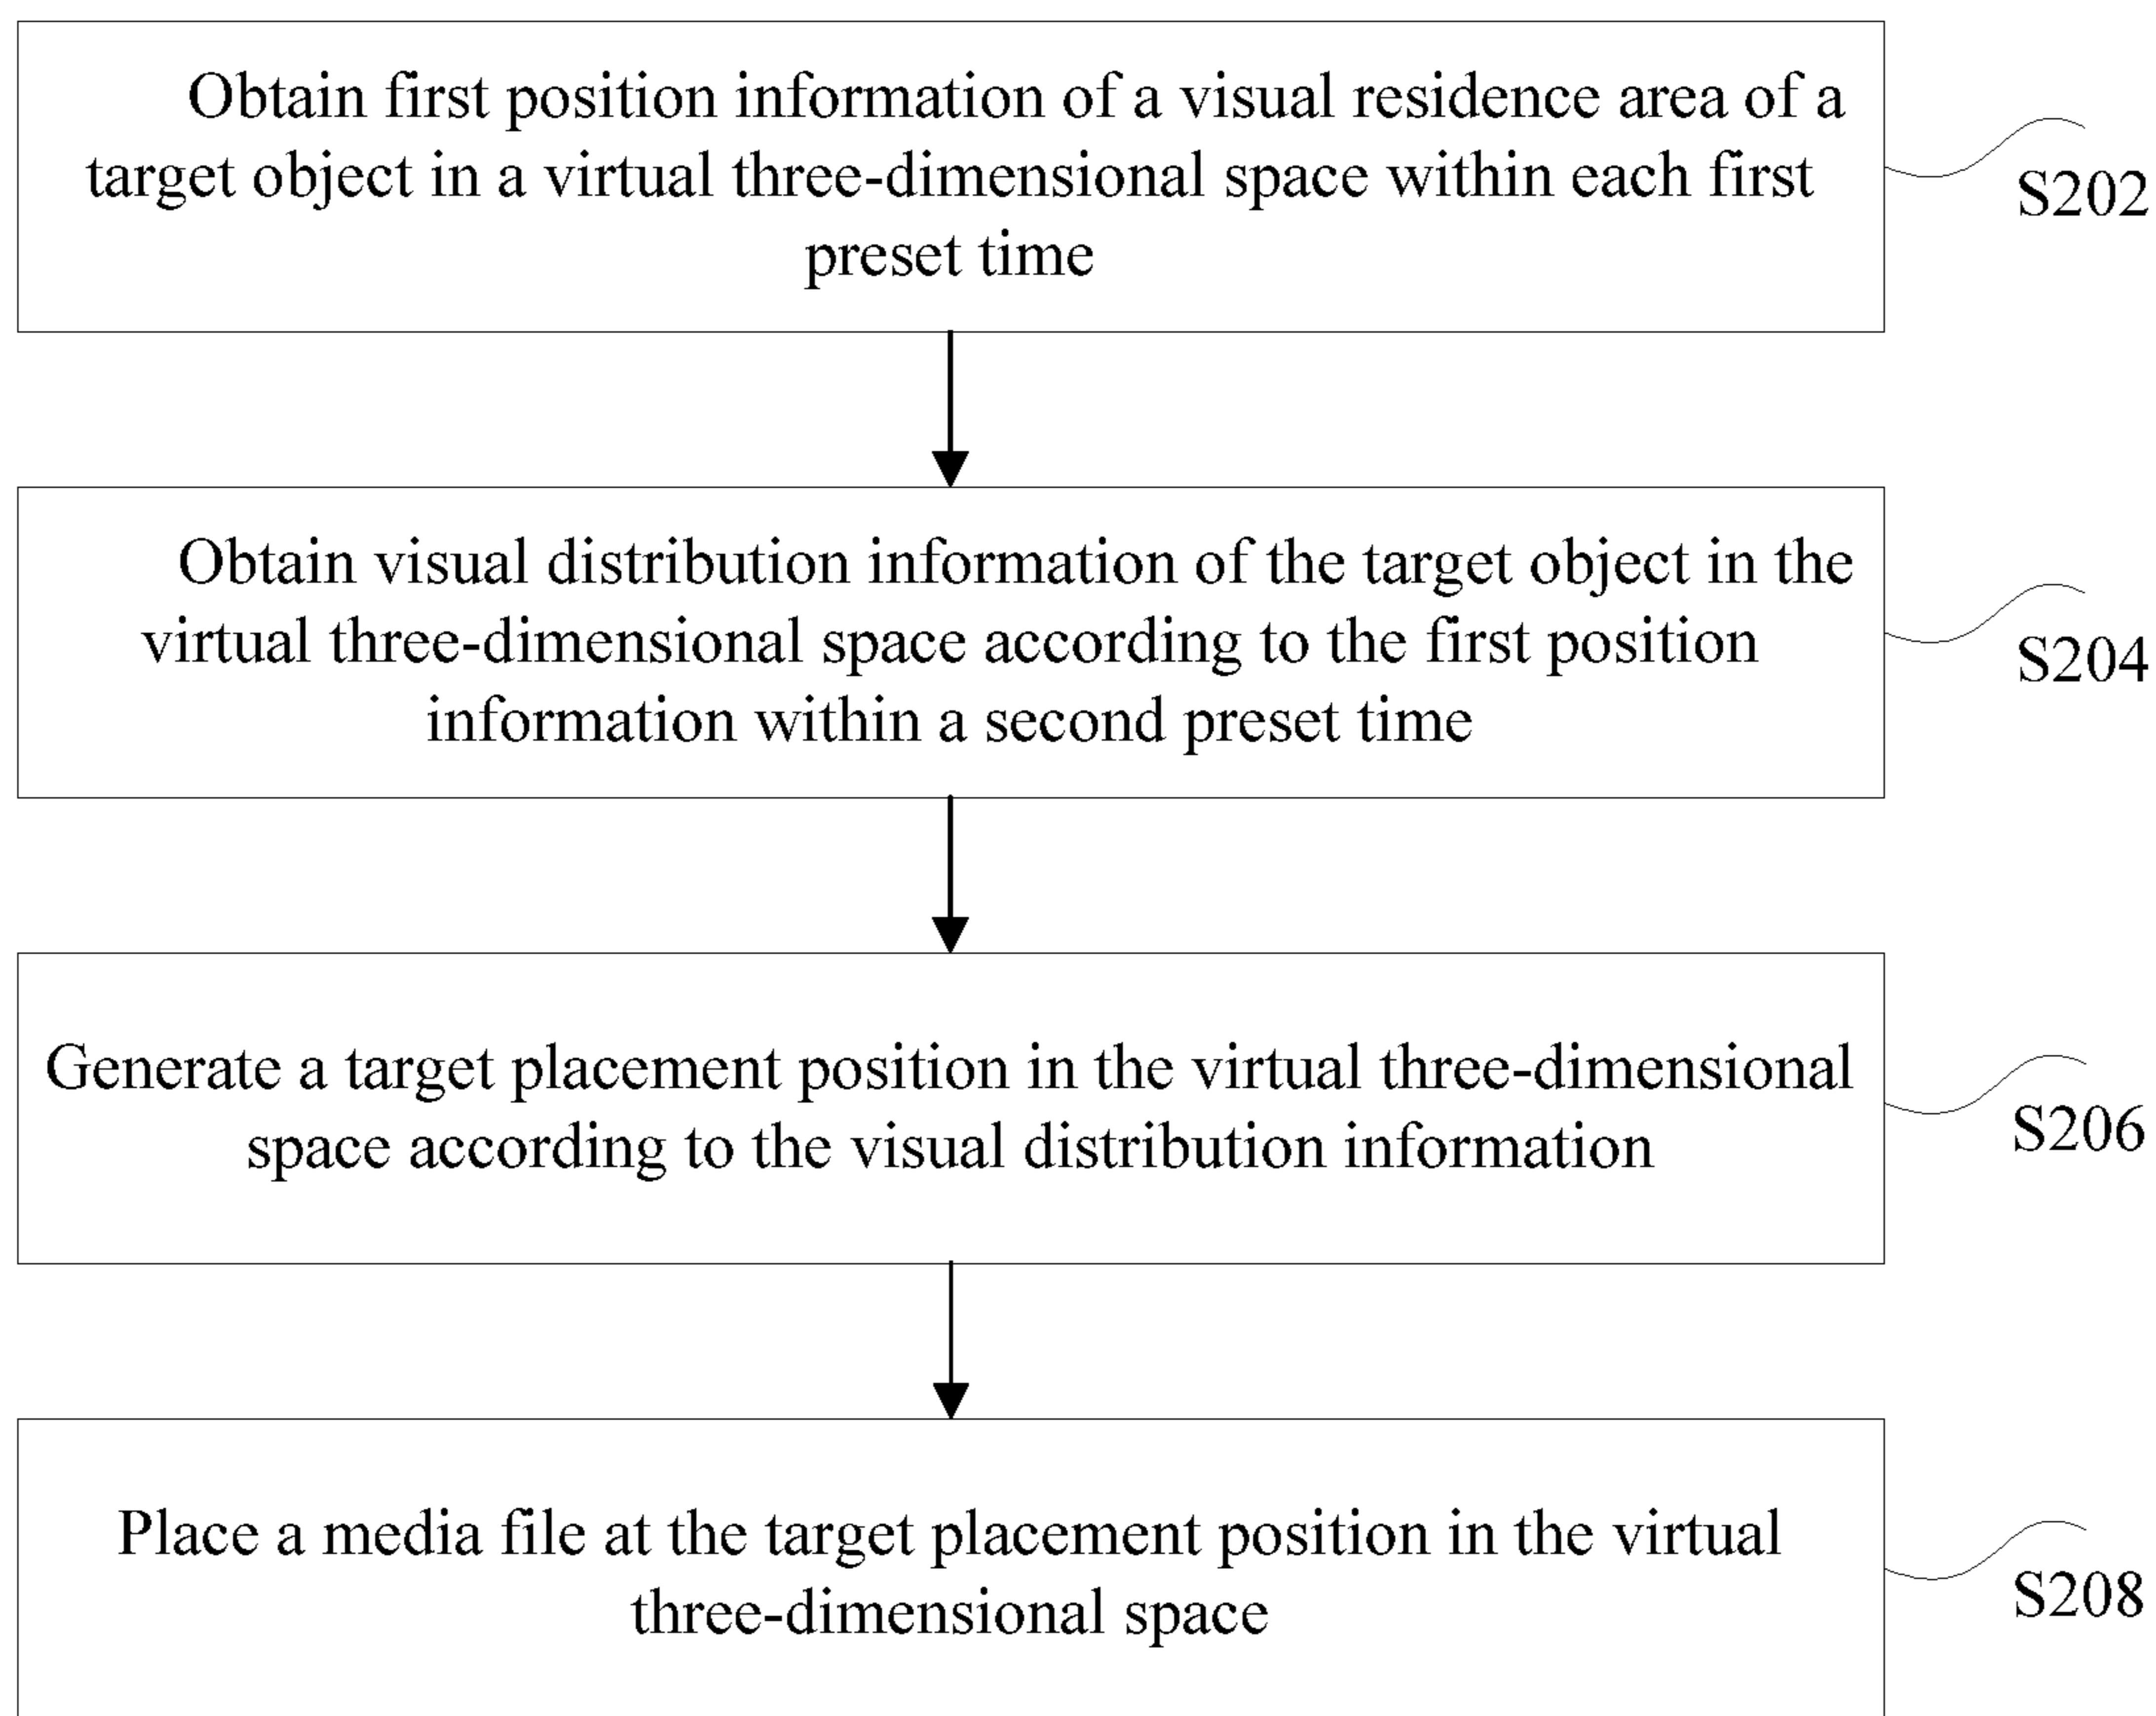 Obtain first position information of a visual residence area of a
target object in a virtual three-dimensional space within each first
preset time
S202
Obtain visual distribution information of the target object in the
virtual three-dimensional space according to the first position
information within a second preset time
S204
Generate a target placement position in the virtual three-dimensional
space according to the visual distribution information
S206
Place a media file at the target placement position in the virtual
three-dimensional space
S208